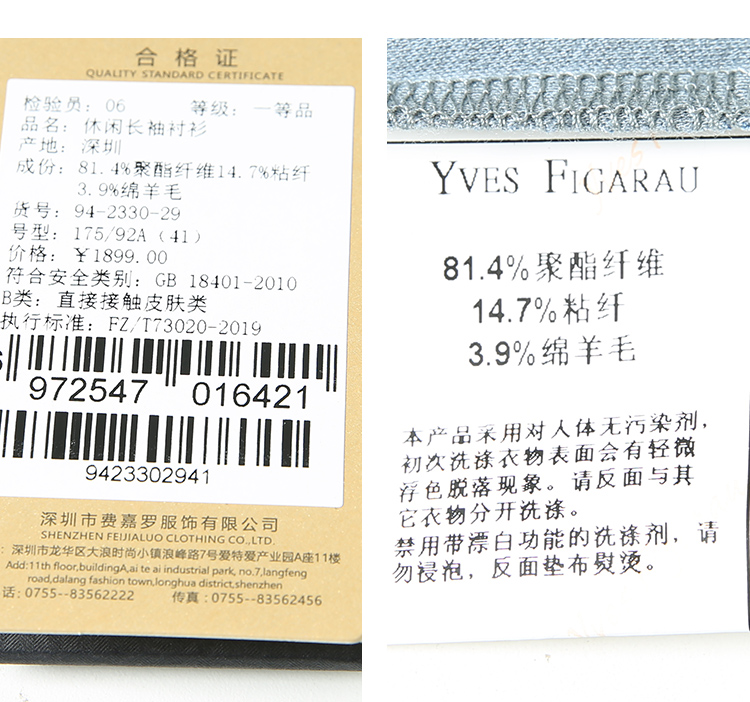 合格证
QUALITY STANDARD CERTIFICATE
检验员: 06 等级: 一等品
品名: 休闲长袖衬衫
产地: 深圳
成份: 81.4%聚酯纤维14.7%粘纤
3.9%绵羊毛
货号: 94-2330-29
号型: 175/92A (41)
价格: ¥1899.00
符合安全类别: GB 18401-2010
B类: 直接接触皮肤类
执行标准: FZ/T73020-2019
972547 016421
9423302941
深圳市费嘉罗服饰有限公司
SHENZHEN FEIJIALUO CLOTHING CO.,LTD.
深圳市龙华区大浪时尚小镇浪峰路7号爱特爱产业园A座11楼
Add:11th floor,buildingA,ai te ai industrial park, no.7,langfeng
road,dalang fashion town,longhua district,shenzhen
话: 0755--83562222 传真: 0755--83562456
YVES FIGARAU
81.4%聚酯纤维
14.7%粘纤
3.9%绵羊毛
本产品采用对人体无污染剂,
初次洗涤衣物表面会有轻微
浮色脱落现象。请反面与其
它衣物分开洗涤。
禁用带漂白功能的洗涤剂, 请
勿浸泡, 反面垫布熨烫。